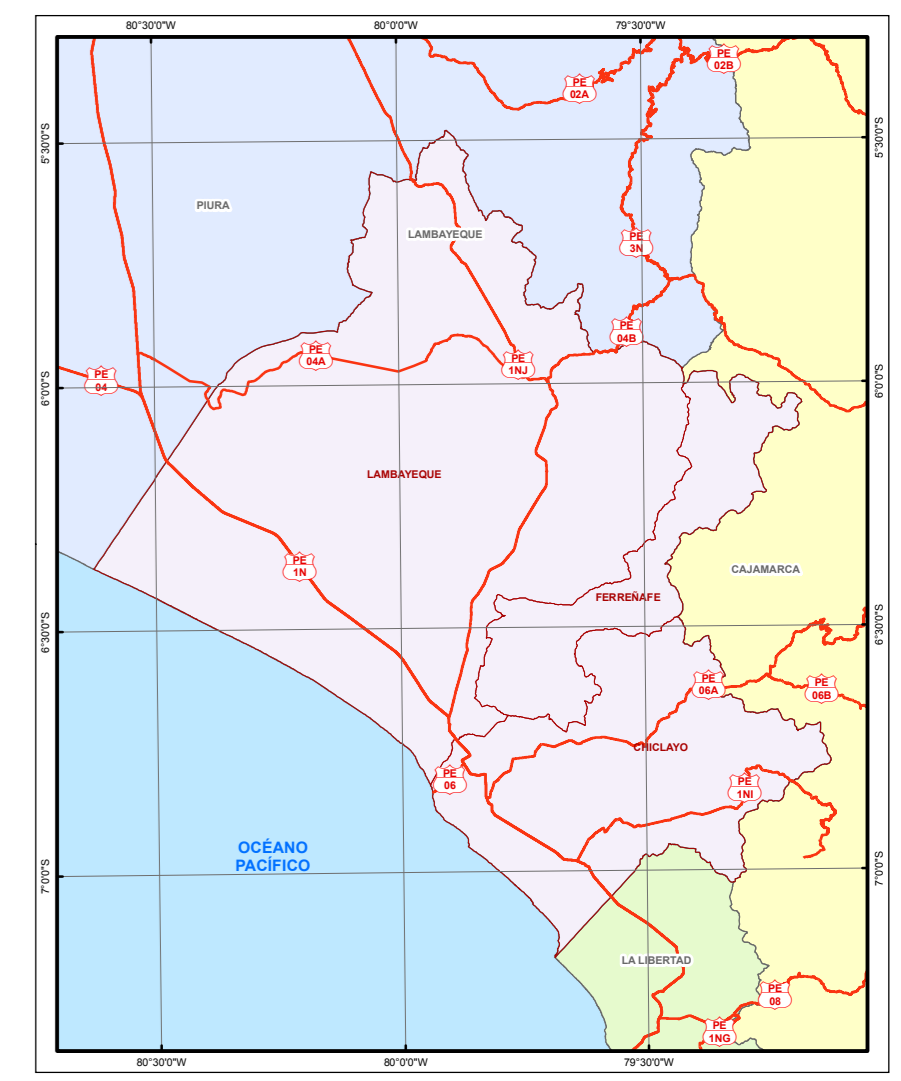 80°30'0"W
80°0'0"W
79°30'0"W
PE
02B
PE
02A
5°30'0"S
5°30'0"S
PIURA
LAMBAYEQUE
PE
3N
PE
04B
PE
04A
PE
1NJ
PE
04
6°0'0"S
6°0'0"S
LAMBAYEQUE
PE
1N
CAJAMARCA
FERREÑAFE
6°30'0"S
6°30'0"S
PE
06A
PE
06B
CHICLAYO
PE
06
PE
1NI
OCÉANO
PACÍFICO
7°0'0"S
7°0'0"S
LA LIBERTAD
PE
08
PE
1NG
80°30'0"W
80°0'0"W
79°30'0"W